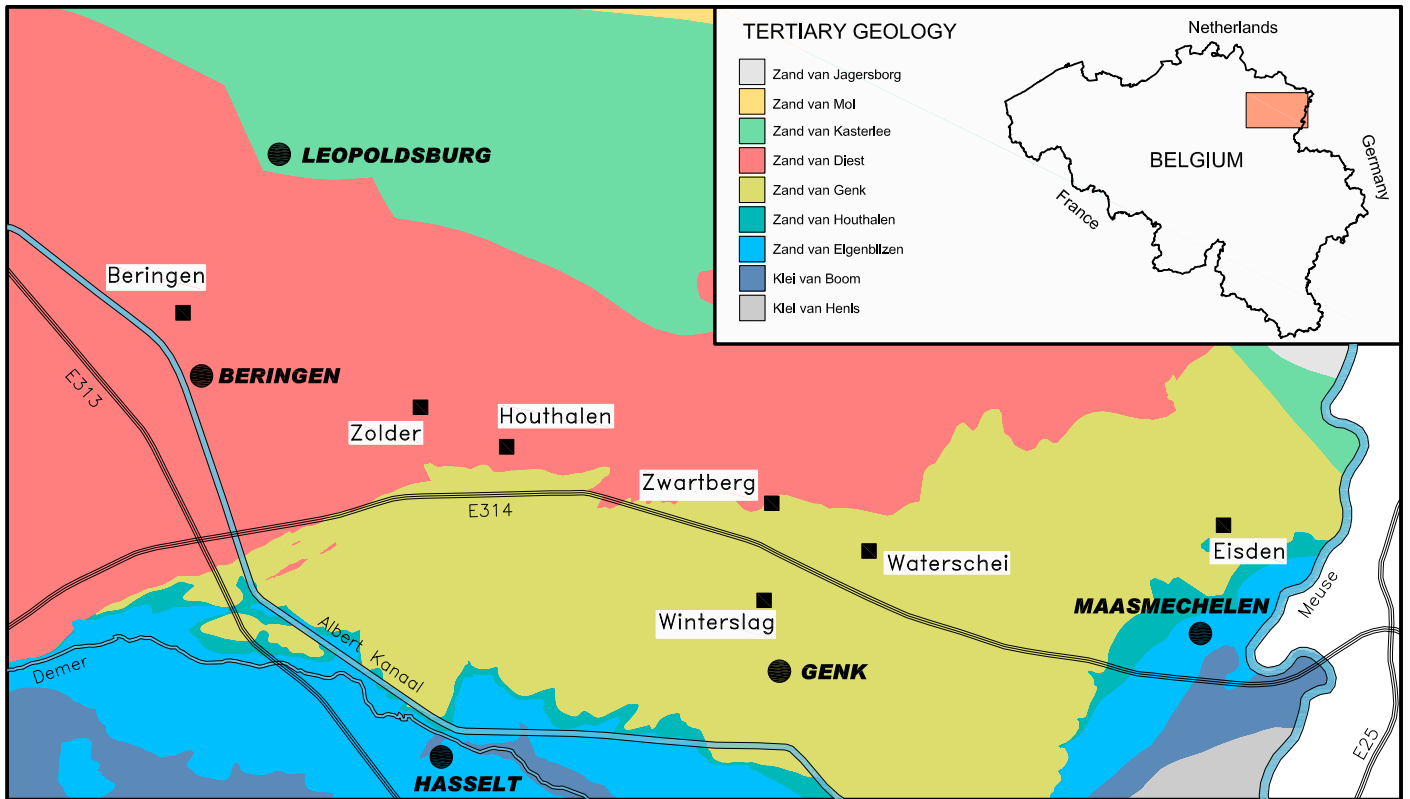 TERTIARY GEOLOGY
Zand van Jagersborg
Zand van Mol
Zand van Kasterlee
Zand van Diest
Zand van Genk
Zand van Houthalen
Zand van Eigenbilzen
Klei van Boom
Klei van Henis
Netherlands
BELGIUM
Germany
France
LEOPOLDSBURG
Beringen
E313
BERINGEN
Zolder
Houthalen
E314
Zwartberg
Waterschei
Eisden
Winterslag
MAASMECHELEN
Meuse
Demer
Albert Kanaal
GENK
HASSELT
E25